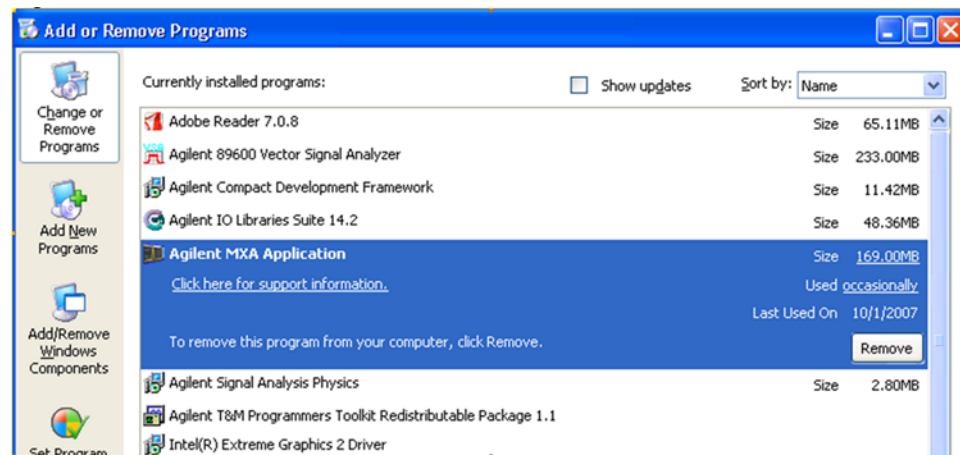 Add or Remove Programs
Change or
Remove
Programs
Add New
Programs
Add/Remove
Windows
Components
Set Program
Currently installed programs:
Show updates
Sort by: Name
Adobe Reader 7.0.8 Size 65.11MB
Agilent 89600 Vector Signal Analyzer Size 233.00MB
Agilent Compact Development Framework Size 11.42MB
Agilent IO Libraries Suite 14.2 Size 48.36MB
Agilent MXA Application Size 169.00MB
Click here for support information. Used occasionally
Last Used On 10/1/2007
To remove this program from your computer, click Remove. Remove
Agilent Signal Analysis Physics Size 2.80MB
Agilent T&M Programmers Toolkit Redistributable Package 1.1
Intel(R) Extreme Graphics 2 Driver